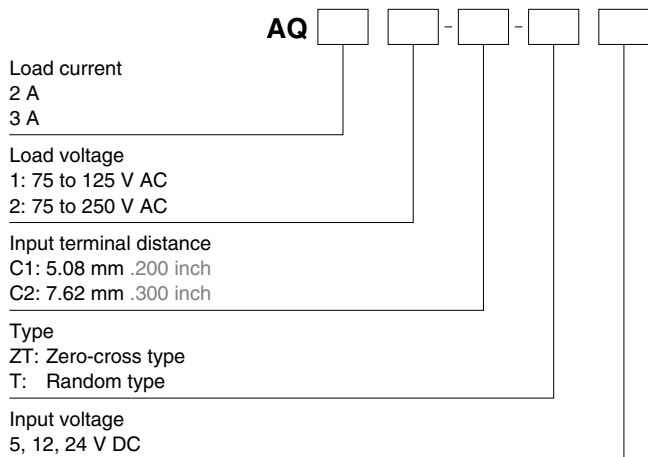 AQ - -
Load current
2 A
3 A
Load voltage
1: 75 to 125 V AC
2: 75 to 250 V AC
Input terminal distance
C1: 5.08 mm .200 inch
C2: 7.62 mm .300 inch
Type
ZT: Zero-cross type
T: Random type
Input voltage
5, 12, 24 V DC